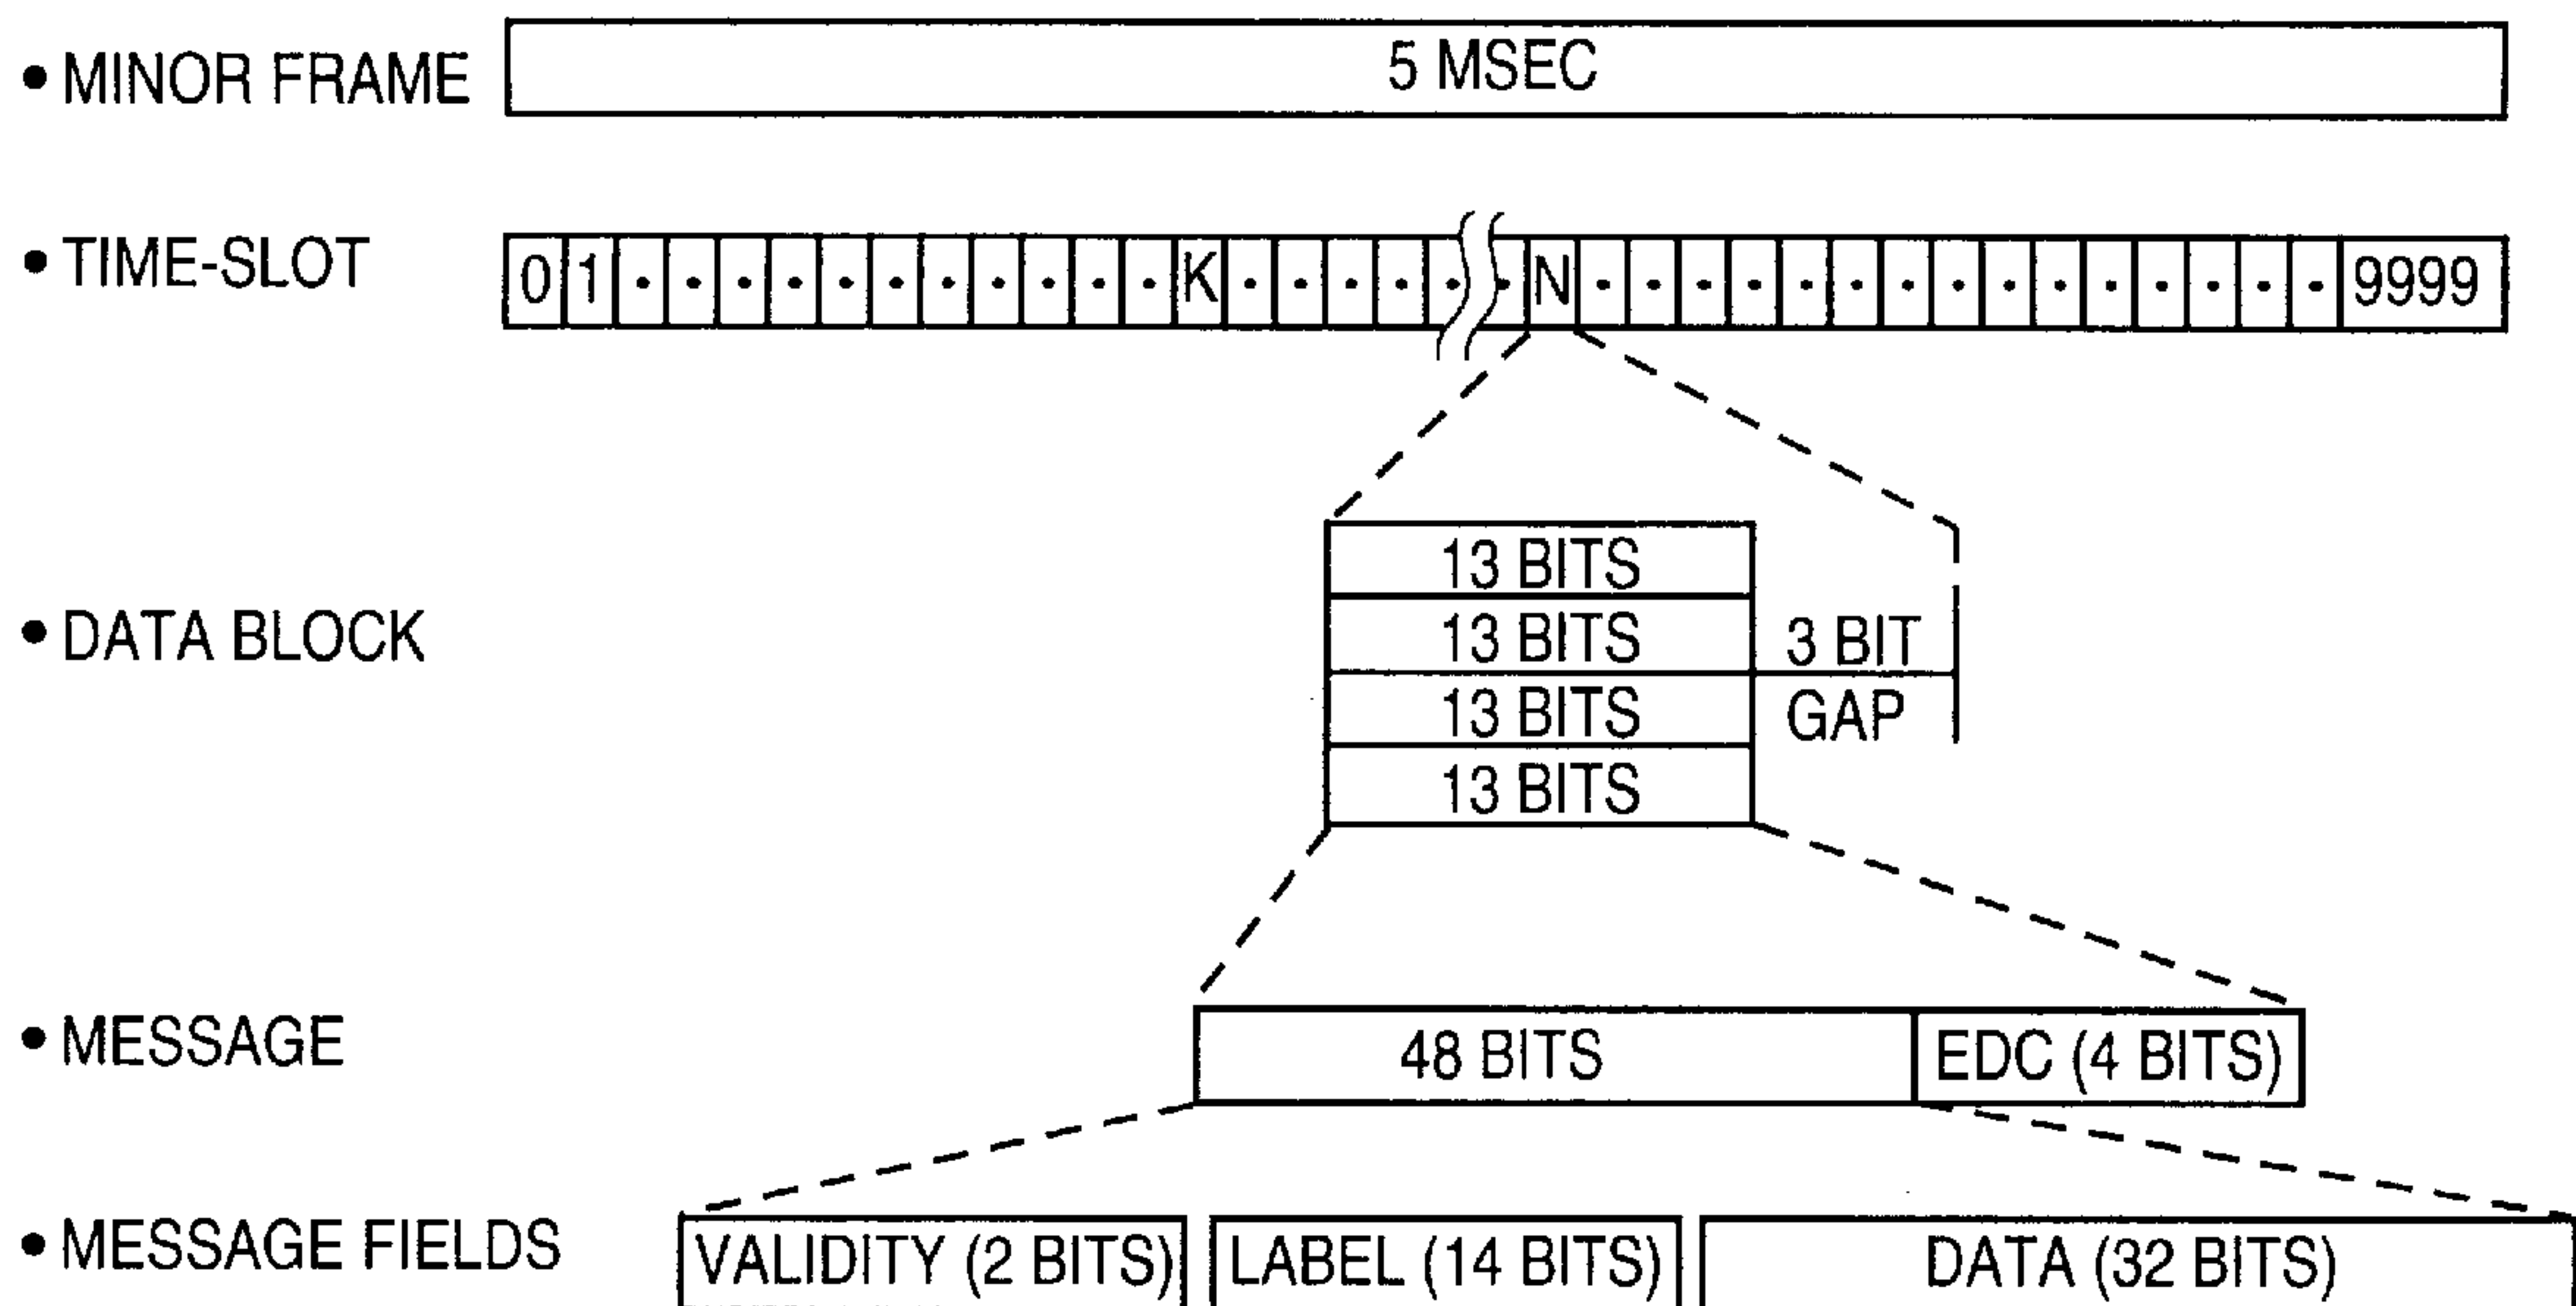 • MINOR FRAME 5 MSEC
• TIME-SLOT 0 1 . . . . . . . . . . . K . . . . . . N . . . . . . . . . . . . . . . 9999
13 BITS
• DATA BLOCK 13 BITS 3 BIT
13 BITS GAP
13 BITS
• MESSAGE 48 BITS EDC (4 BITS)
• MESSAGE FIELDS VALIDITY (2 BITS) LABEL (14 BITS) DATA (32 BITS)